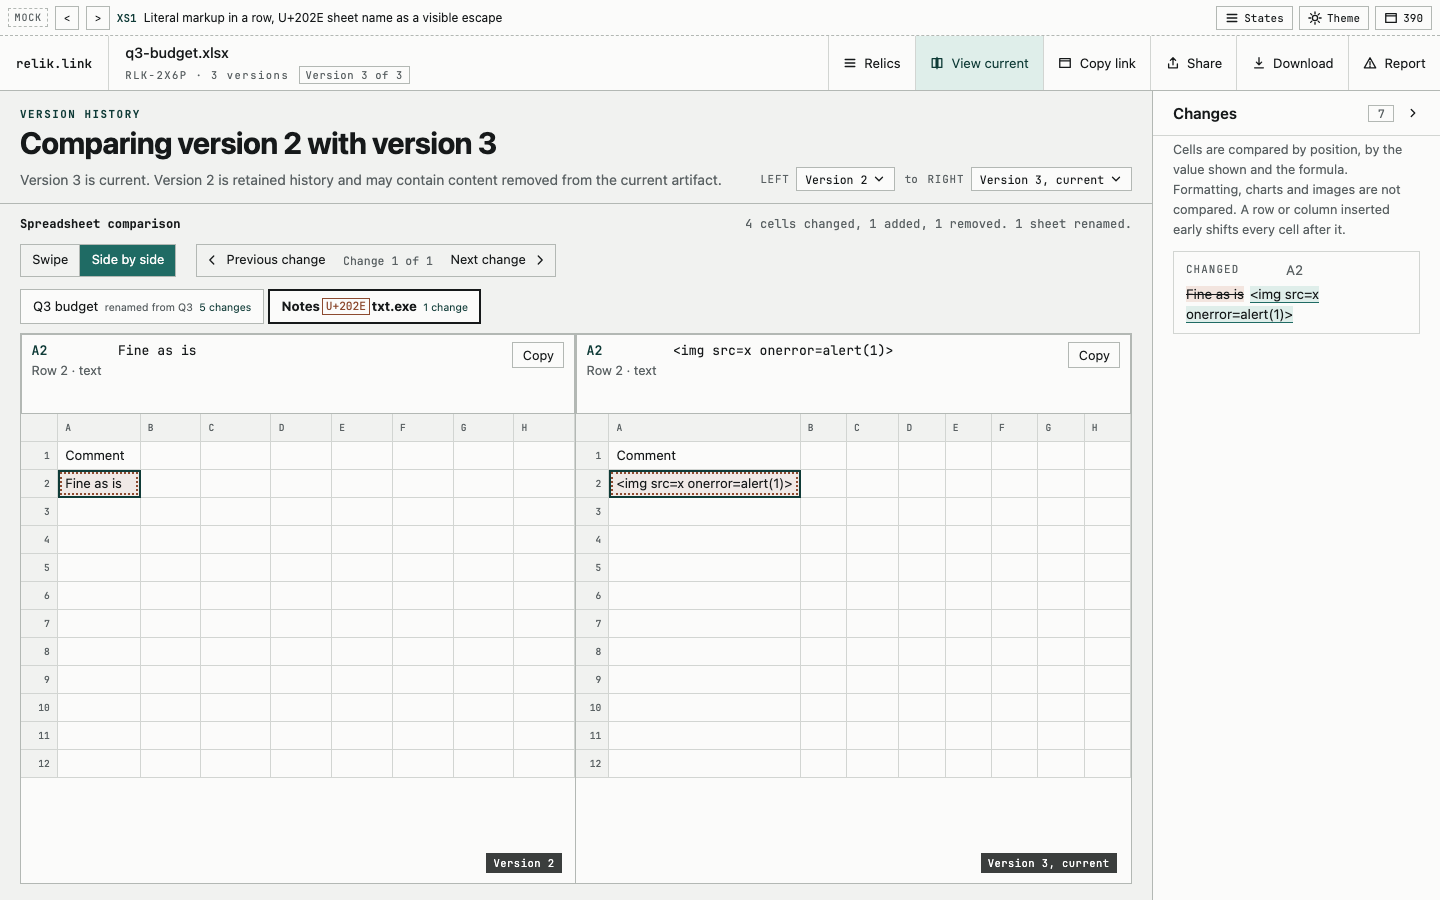 MOCK < > XS1 Literal markup in a row, U+202E sheet name as a visible escape States Theme 390
relik.link
q3-budget.xlsx
RLK-2X6P · 3 versions Version 3 of 3
Relics View current Copy link Share Download Report
VERSION HISTORY
Comparing version 2 with version 3
Version 3 is current. Version 2 is retained history and may contain content removed from the current artifact.
LEFT Version 2 to RIGHT Version 3, current
Spreadsheet comparison
4 cells changed, 1 added, 1 removed. 1 sheet renamed.
Swipe Side by side Previous change Change 1 of 1 Next change
Q3 budget renamed from Q3 5 changes Notes U+202E txt.exe 1 change
A2 Fine as is Copy
Row 2 · text
A B C D E F G H
1 Comment
2 Fine as is
3
4
5
6
7
8
9
10
11
12
Version 2
A2 <img src=x onerror=alert(1)> Copy
Row 2 · text
A B C D E F G H
1 Comment
2 <img src=x onerror=alert(1)>
3
4
5
6
7
8
9
10
11
12
Version 3, current
Changes 7
Cells are compared by position, by the
value shown and the formula.
Formatting, charts and images are not
compared. A row or column inserted
early shifts every cell after it.
CHANGED A2
Fine as is <img src=x
onerror=alert(1)>